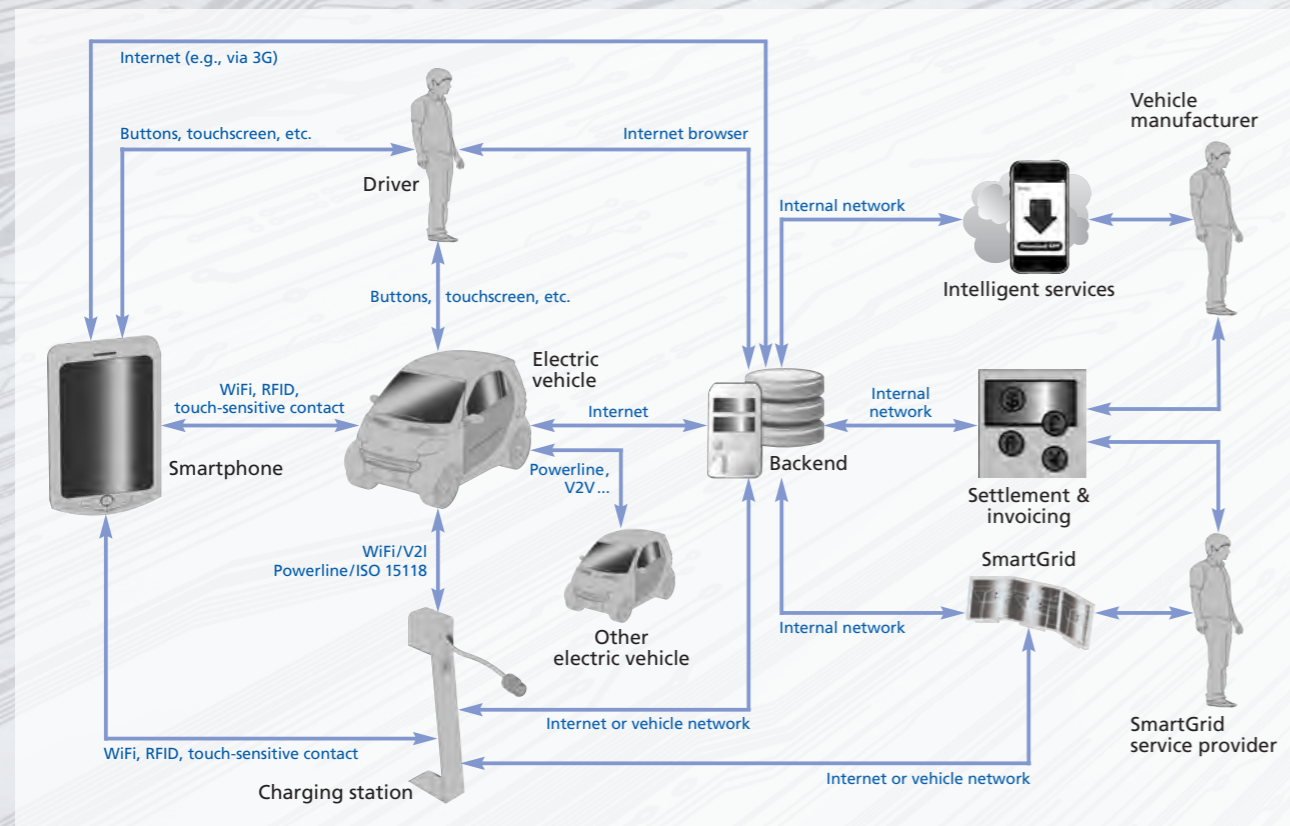 Internet (e.g., via 3G)
Vehicle
manufacturer
Buttons, touchscreen, etc.
Internet browser
Driver
Internal network
Intelligent services
Buttons, touchscreen, etc.
Electric
vehicle
WiFi, RFID,
touch-sensitive contact
Internet
Internal
network
Smartphone
Powerline,
V2V...
Backend
Settlement &
invoicing
WiFi/V2I
Powerline/ISO 15118
SmartGrid
Other
electric vehicle
Internal network
Internet or vehicle network
SmartGrid
service provider
WiFi, RFID, touch-sensitive contact
Internet or vehicle network
Charging station